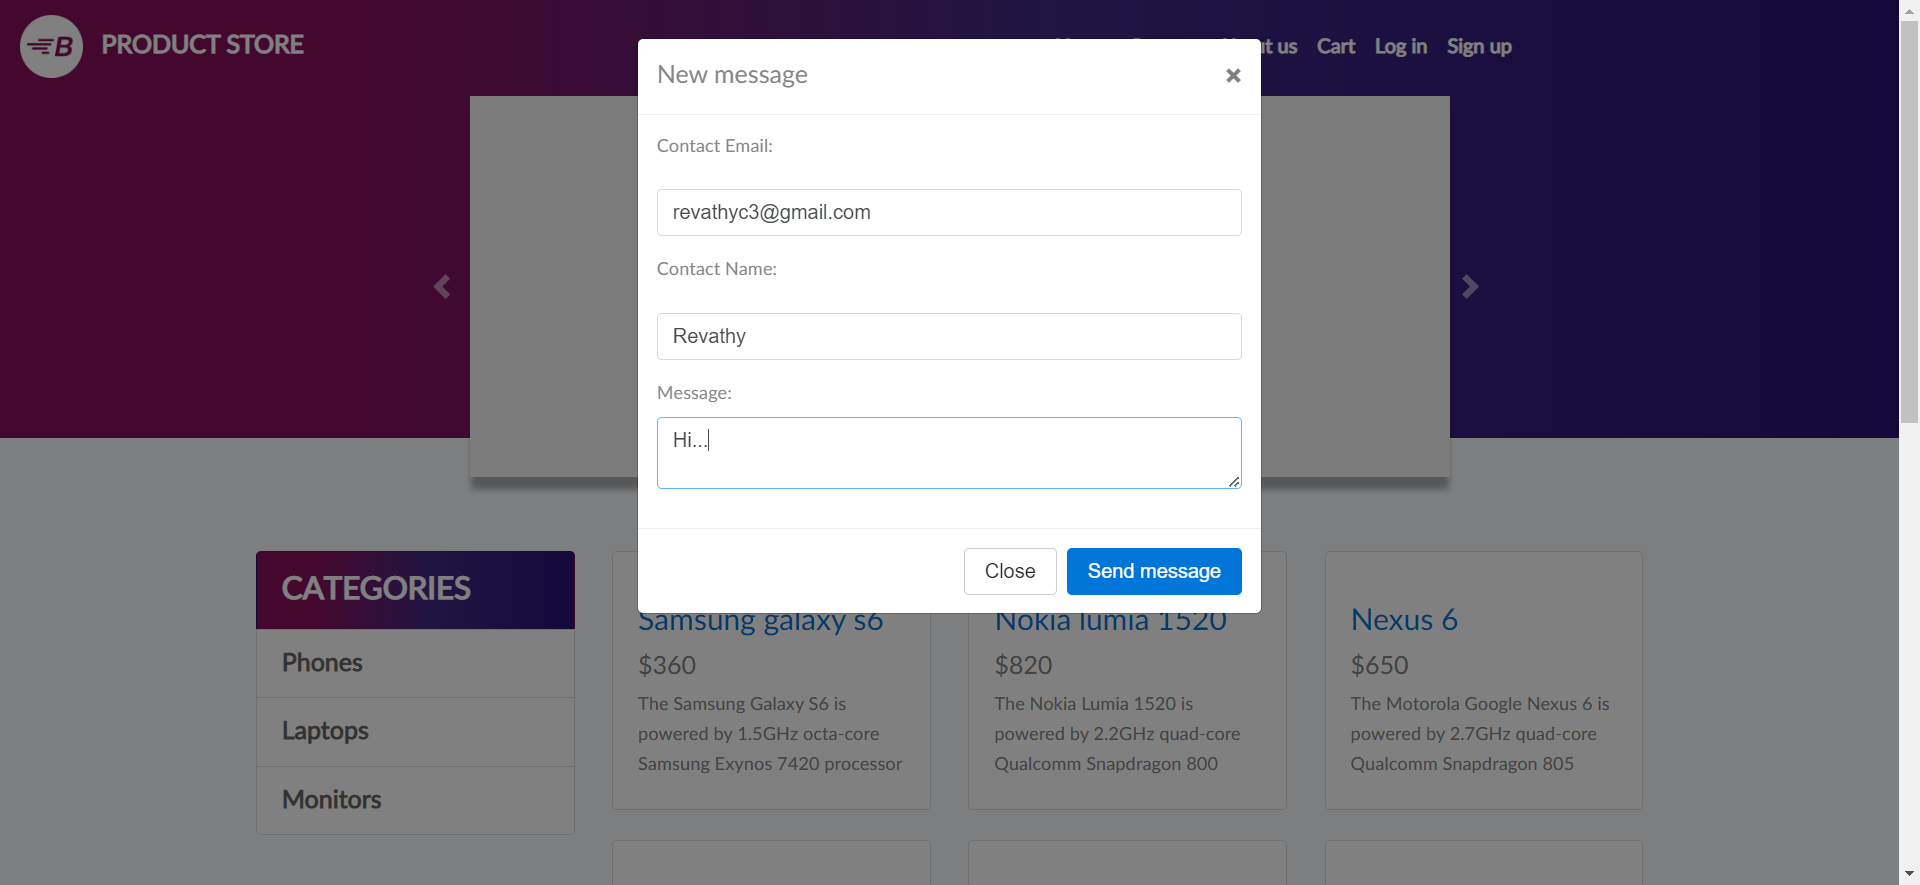 B PRODUCT STORE
t us Cart Log in Sign up
New message
Contact Email:
revathyc3@gmail.com
Contact Name:
Revathy
Message:
Hi...
Close Send message
CATEGORIES
Phones
Laptops
Monitors
Samsung galaxy s6
$360
The Samsung Galaxy S6 is
powered by 1.5GHz octa-core
Samsung Exynos 7420 processor
Nokia lumia 1520
$820
The Nokia Lumia 1520 is
powered by 2.2GHz quad-core
Qualcomm Snapdragon 800
Nexus 6
$650
The Motorola Google Nexus 6 is
powered by 2.7GHz quad-core
Qualcomm Snapdragon 805